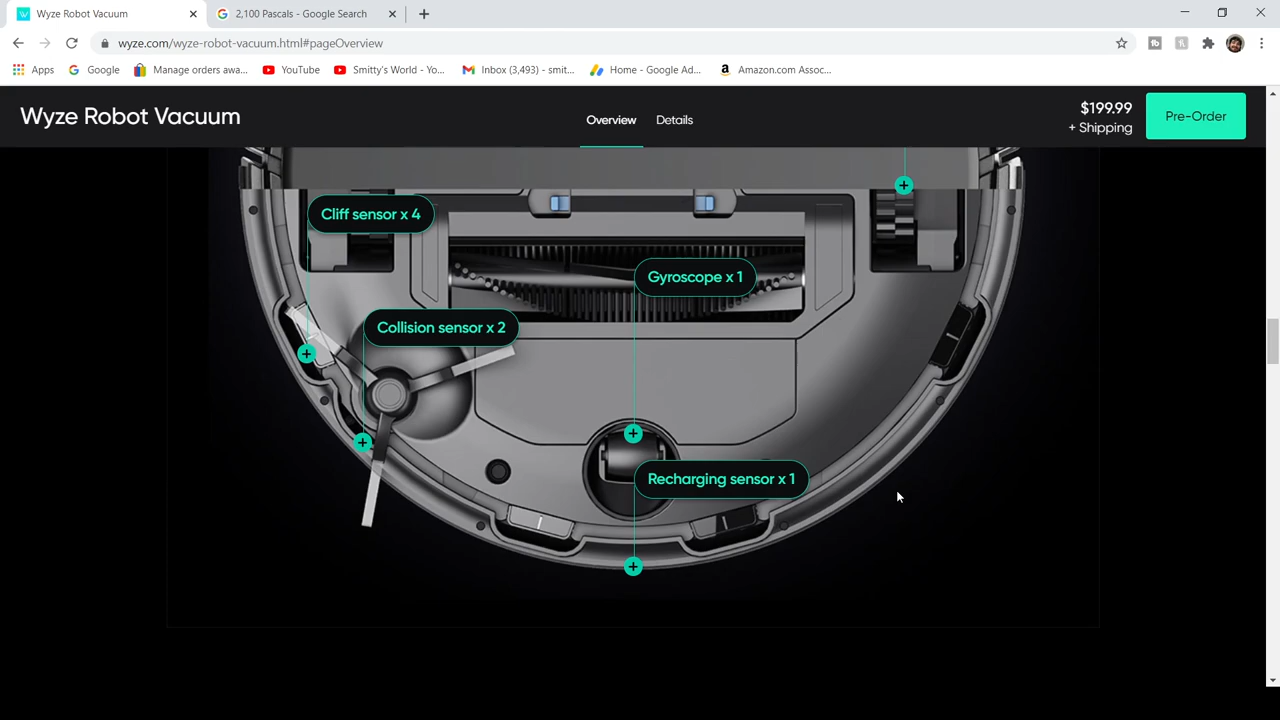 Wyze Robot Vacuum
2,100 Pascals - Google Search
wyze.com/wyze-robot-vacuum.html#pageOverview
Apps Google Manage orders awa... YouTube Smitty's World - Yo... Inbox (3,493) - smit... Home - Google Ad... Amazon.com Assoc...
Wyze Robot Vacuum
Overview Details
$199.99
+ Shipping
Pre-Order
Cliff sensor x 4
Gyroscope x 1
Collision sensor x 2
Recharging sensor x 1